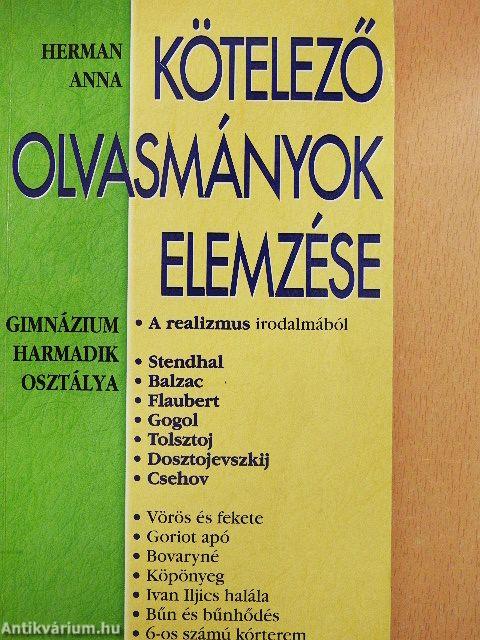 HERMAN
ANNA
KÖTELEZŐ
OLVASMÁNYOK
ELEMZÉSE
GIMNÁZIUM
HARMADIK
OSZTÁLYA
• A realizmus irodalmából
• Stendhal
• Balzac
• Flaubert
• Gogol
• Tolsztoj
• Dosztojevszkij
• Csehov
• Vörös és fekete
• Goriot apó
• Bovaryné
• Köpönyeg
• Ivan Iljics halála
• Bűn és bűnhődés
• 6-os számú kórterem
Antikvárium.hu